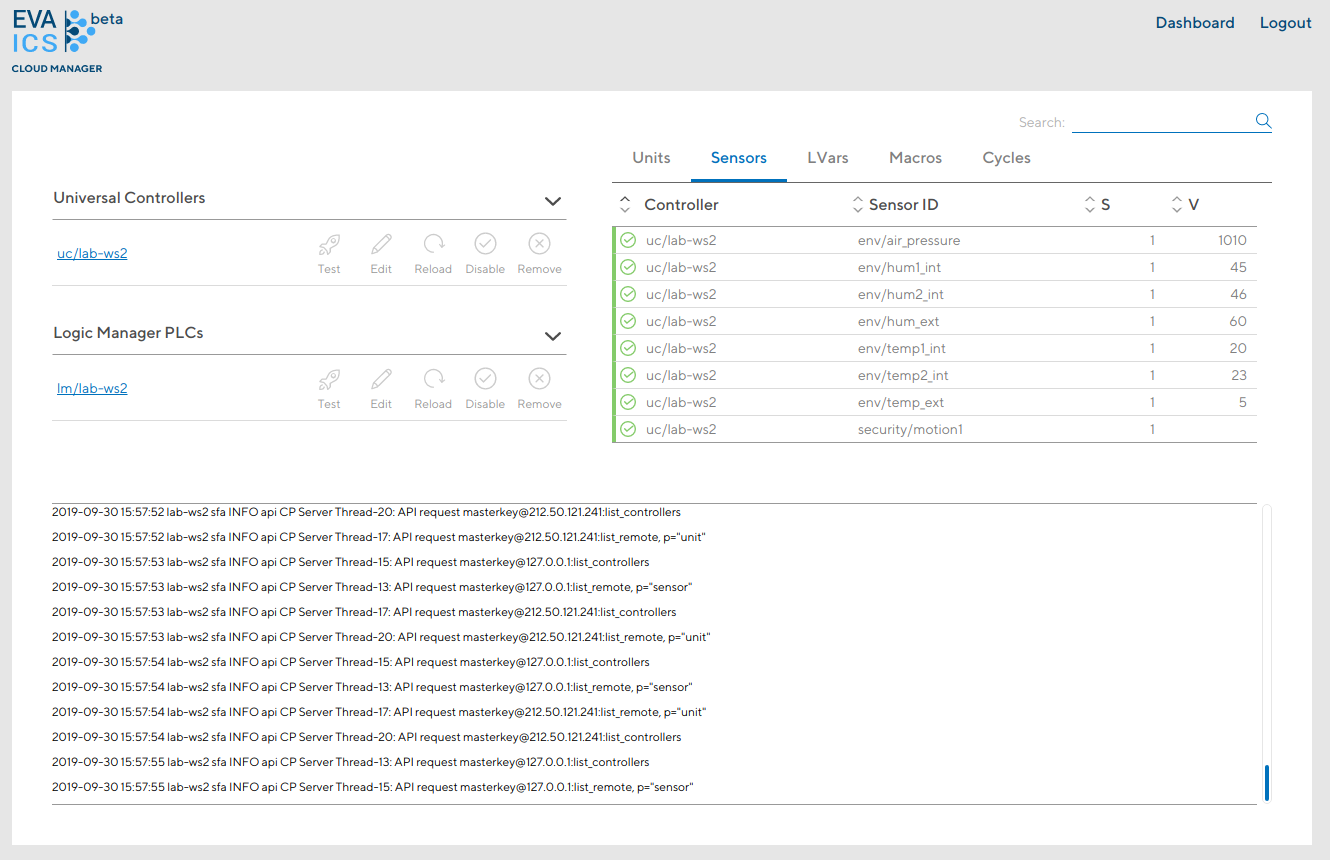 EVA beta
ICS
CLOUD MANAGER
Dashboard Logout
Search:
Units Sensors LVars Macros Cycles
Universal Controllers
uc/lab-ws2 Test Edit Reload Disable Remove
Logic Manager PLCs
lm/lab-ws2 Test Edit Reload Disable Remove
Controller Sensor ID S V
uc/lab-ws2 env/air_pressure 1 1010
uc/lab-ws2 env/hum1_int 1 45
uc/lab-ws2 env/hum2_int 1 46
uc/lab-ws2 env/hum_ext 1 60
uc/lab-ws2 env/temp1_int 1 20
uc/lab-ws2 env/temp2_int 1 23
uc/lab-ws2 env/temp_ext 1 5
uc/lab-ws2 security/motion1 1
2019-09-30 15:57:52 lab-ws2 sfa INFO api CP Server Thread-20: API request masterkey@212.50.121.241:list_controllers
2019-09-30 15:57:52 lab-ws2 sfa INFO api CP Server Thread-17: API request masterkey@212.50.121.241:list_remote, p="unit"
2019-09-30 15:57:53 lab-ws2 sfa INFO api CP Server Thread-15: API request masterkey@127.0.0.1:list_controllers
2019-09-30 15:57:53 lab-ws2 sfa INFO api CP Server Thread-13: API request masterkey@127.0.0.1:list_remote, p="sensor"
2019-09-30 15:57:53 lab-ws2 sfa INFO api CP Server Thread-17: API request masterkey@212.50.121.241:list_controllers
2019-09-30 15:57:53 lab-ws2 sfa INFO api CP Server Thread-20: API request masterkey@212.50.121.241:list_remote, p="unit"
2019-09-30 15:57:54 lab-ws2 sfa INFO api CP Server Thread-15: API request masterkey@127.0.0.1:list_controllers
2019-09-30 15:57:54 lab-ws2 sfa INFO api CP Server Thread-13: API request masterkey@127.0.0.1:list_remote, p="sensor"
2019-09-30 15:57:54 lab-ws2 sfa INFO api CP Server Thread-17: API request masterkey@212.50.121.241:list_remote, p="unit"
2019-09-30 15:57:54 lab-ws2 sfa INFO api CP Server Thread-20: API request masterkey@212.50.121.241:list_controllers
2019-09-30 15:57:55 lab-ws2 sfa INFO api CP Server Thread-13: API request masterkey@127.0.0.1:list_controllers
2019-09-30 15:57:55 lab-ws2 sfa INFO api CP Server Thread-15: API request masterkey@127.0.0.1:list_remote, p="sensor"